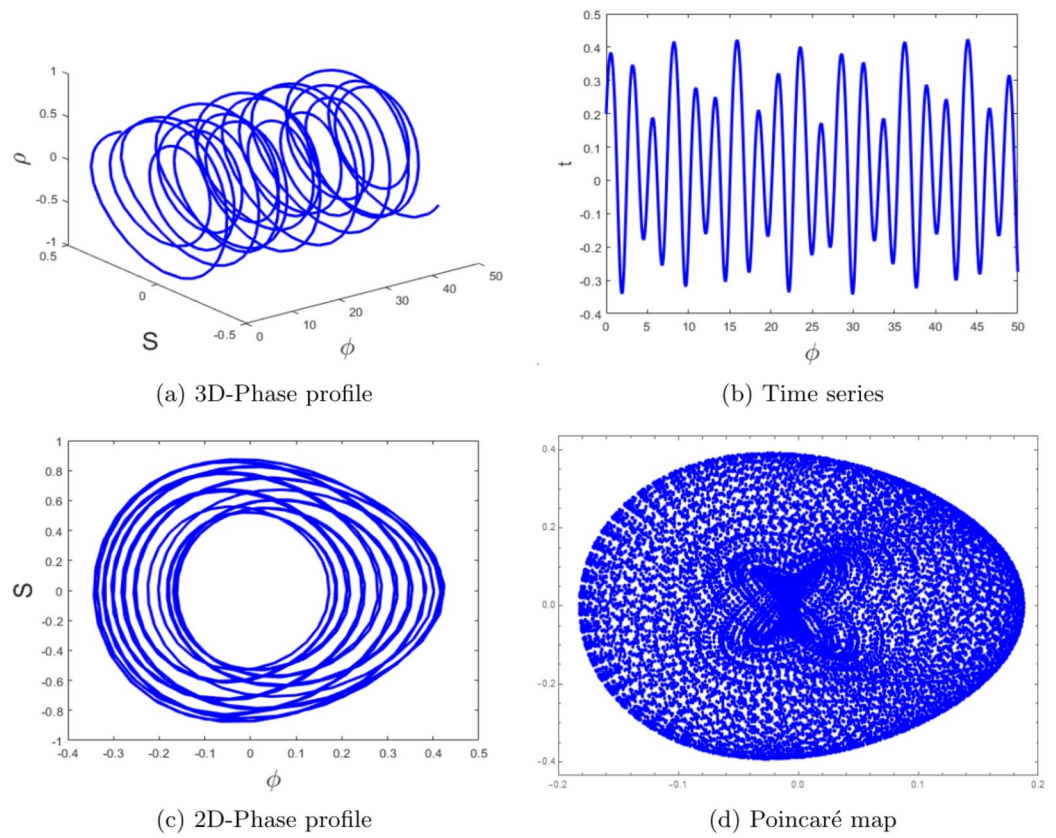 1
0.5
0
-0.5
-1
ρ
0.5
0
-0.5
S
0
10
20
30
40
50
ϕ
(a) 3D-Phase profile
0.5
0.4
0.3
0.2
0.1
0
-0.1
-0.2
-0.3
-0.4
t
0 5 10 15 20 25 30 35 40 45 50
ϕ
(b) Time series
1
0.8
0.6
0.4
0.2
0
-0.2
-0.4
-0.6
-0.8
-1
S
-0.4 -0.3 -0.2 -0.1 0 0.1 0.2 0.3 0.4 0.5
ϕ
(c) 2D-Phase profile
0.4
0.2
0.0
-0.2
-0.4
-0.2 -0.1 0.0 0.1 0.2
(d) Poincaré map